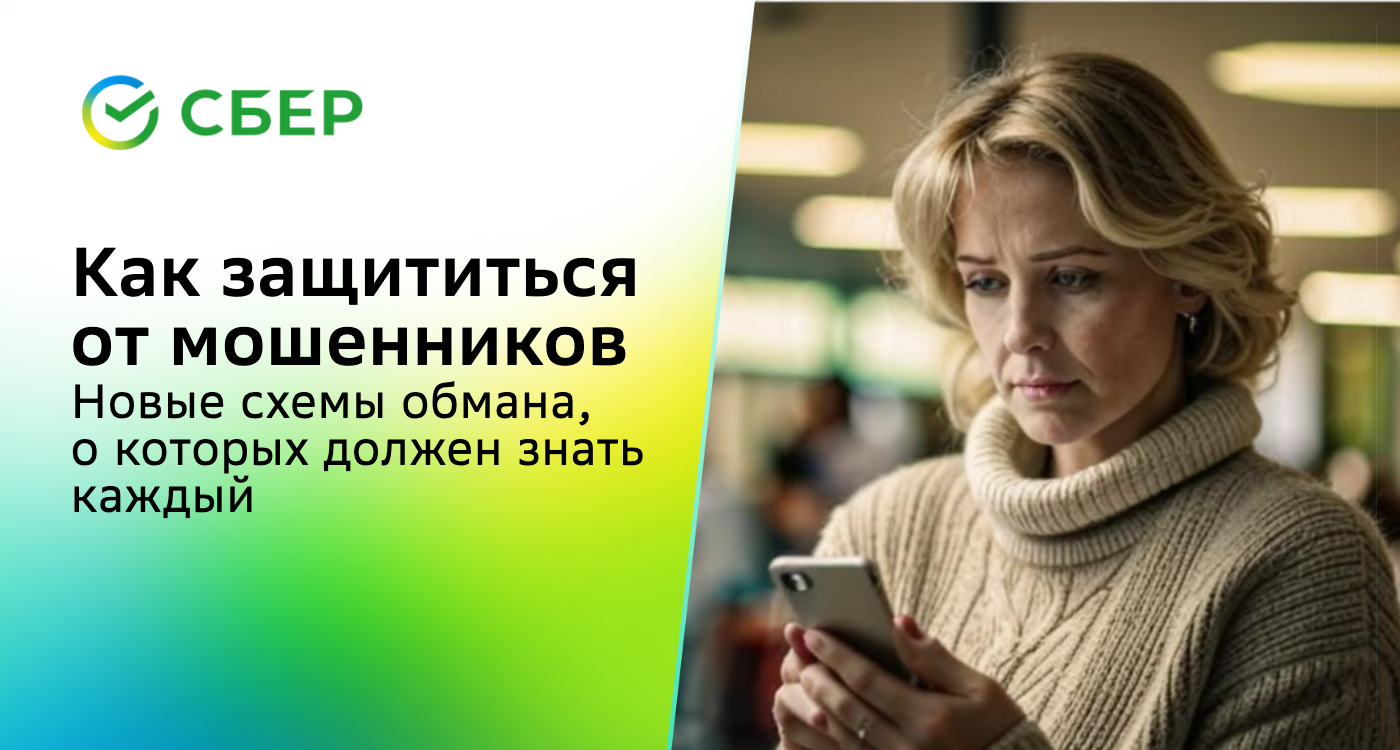 СБЕР
Как защититься
от мошенников
Новые схемы обмана,
о которых должен знать
каждый